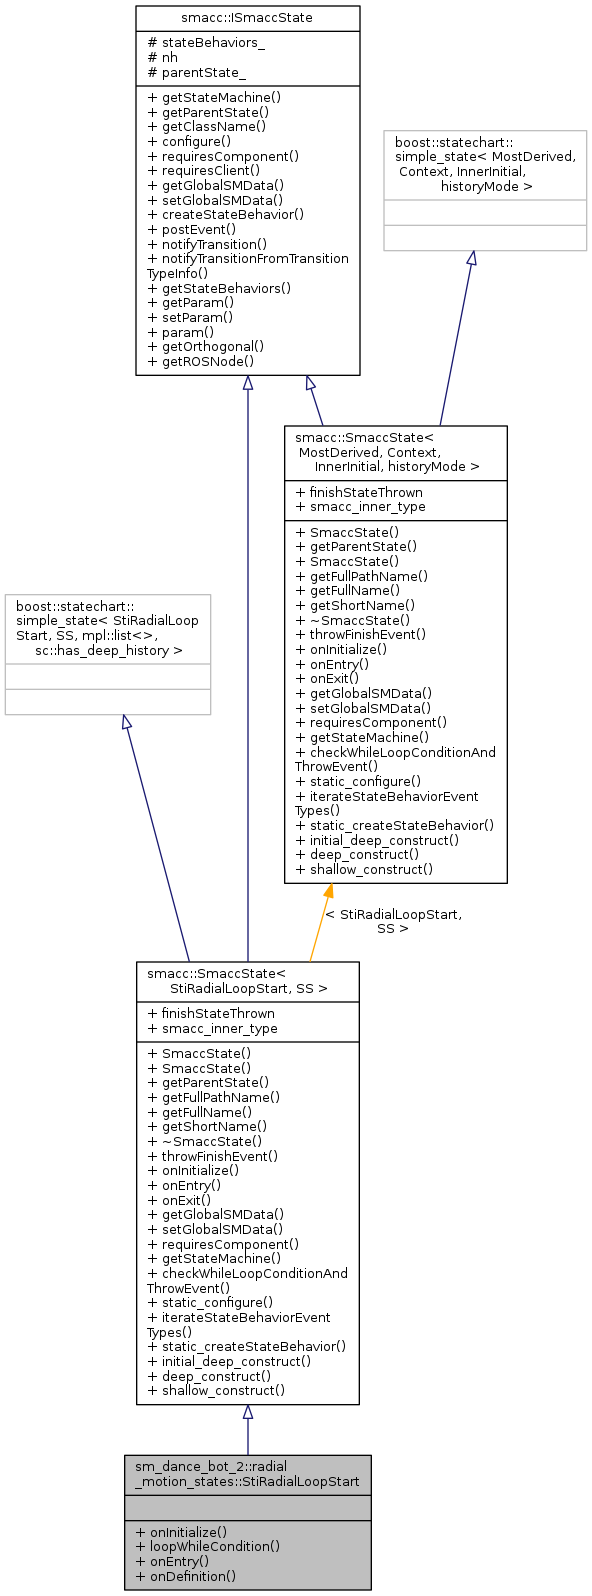 smacc::ISmaccState
# stateBehaviors_
# nh
# parentState_
+ getStateMachine()
+ getParentState()
+ getClassName()
+ configure()
+ requiresComponent()
+ requiresClient()
+ getGlobalSMData()
+ setGlobalSMData()
+ createStateBehavior()
+ postEvent()
+ notifyTransition()
+ notifyTransitionFromTransition
TypeInfo()
+ getStateBehaviors()
+ getParam()
+ setParam()
+ param()
+ getOrthogonal()
+ getROSNode()
boost::statechart::
simple_state< MostDerived,
Context, InnerInitial,
historyMode >
smacc::SmaccState<
MostDerived, Context,
InnerInitial, historyMode >
+ finishStateThrown
+ smacc_inner_type
+ SmaccState()
+ getParentState()
+ SmaccState()
+ getFullPathName()
+ getFullName()
+ getShortName()
+ ~SmaccState()
+ throwFinishEvent()
+ onInitialize()
+ onEntry()
+ onExit()
+ getGlobalSMData()
+ setGlobalSMData()
+ requiresComponent()
+ getStateMachine()
+ checkWhileLoopConditionAnd
ThrowEvent()
+ static_configure()
+ iterateStateBehaviorEvent
Types()
+ static_createStateBehavior()
+ initial_deep_construct()
+ deep_construct()
+ shallow_construct()
boost::statechart::
simple_state< StiRadialLoop
Start, SS, mpl::list<>,
sc::has_deep_history >
< StiRadialLoopStart,
SS >
smacc::SmaccState<
StiRadialLoopStart, SS >
+ finishStateThrown
+ smacc_inner_type
+ SmaccState()
+ SmaccState()
+ getParentState()
+ getFullPathName()
+ getFullName()
+ getShortName()
+ ~SmaccState()
+ throwFinishEvent()
+ onInitialize()
+ onEntry()
+ onExit()
+ getGlobalSMData()
+ setGlobalSMData()
+ requiresComponent()
+ getStateMachine()
+ checkWhileLoopConditionAnd
ThrowEvent()
+ static_configure()
+ iterateStateBehaviorEvent
Types()
+ static_createStateBehavior()
+ initial_deep_construct()
+ deep_construct()
+ shallow_construct()
sm_dance_bot_2::radial
_motion_states::StiRadialLoopStart
+ onInitialize()
+ loopWhileCondition()
+ onEntry()
+ onDefinition()